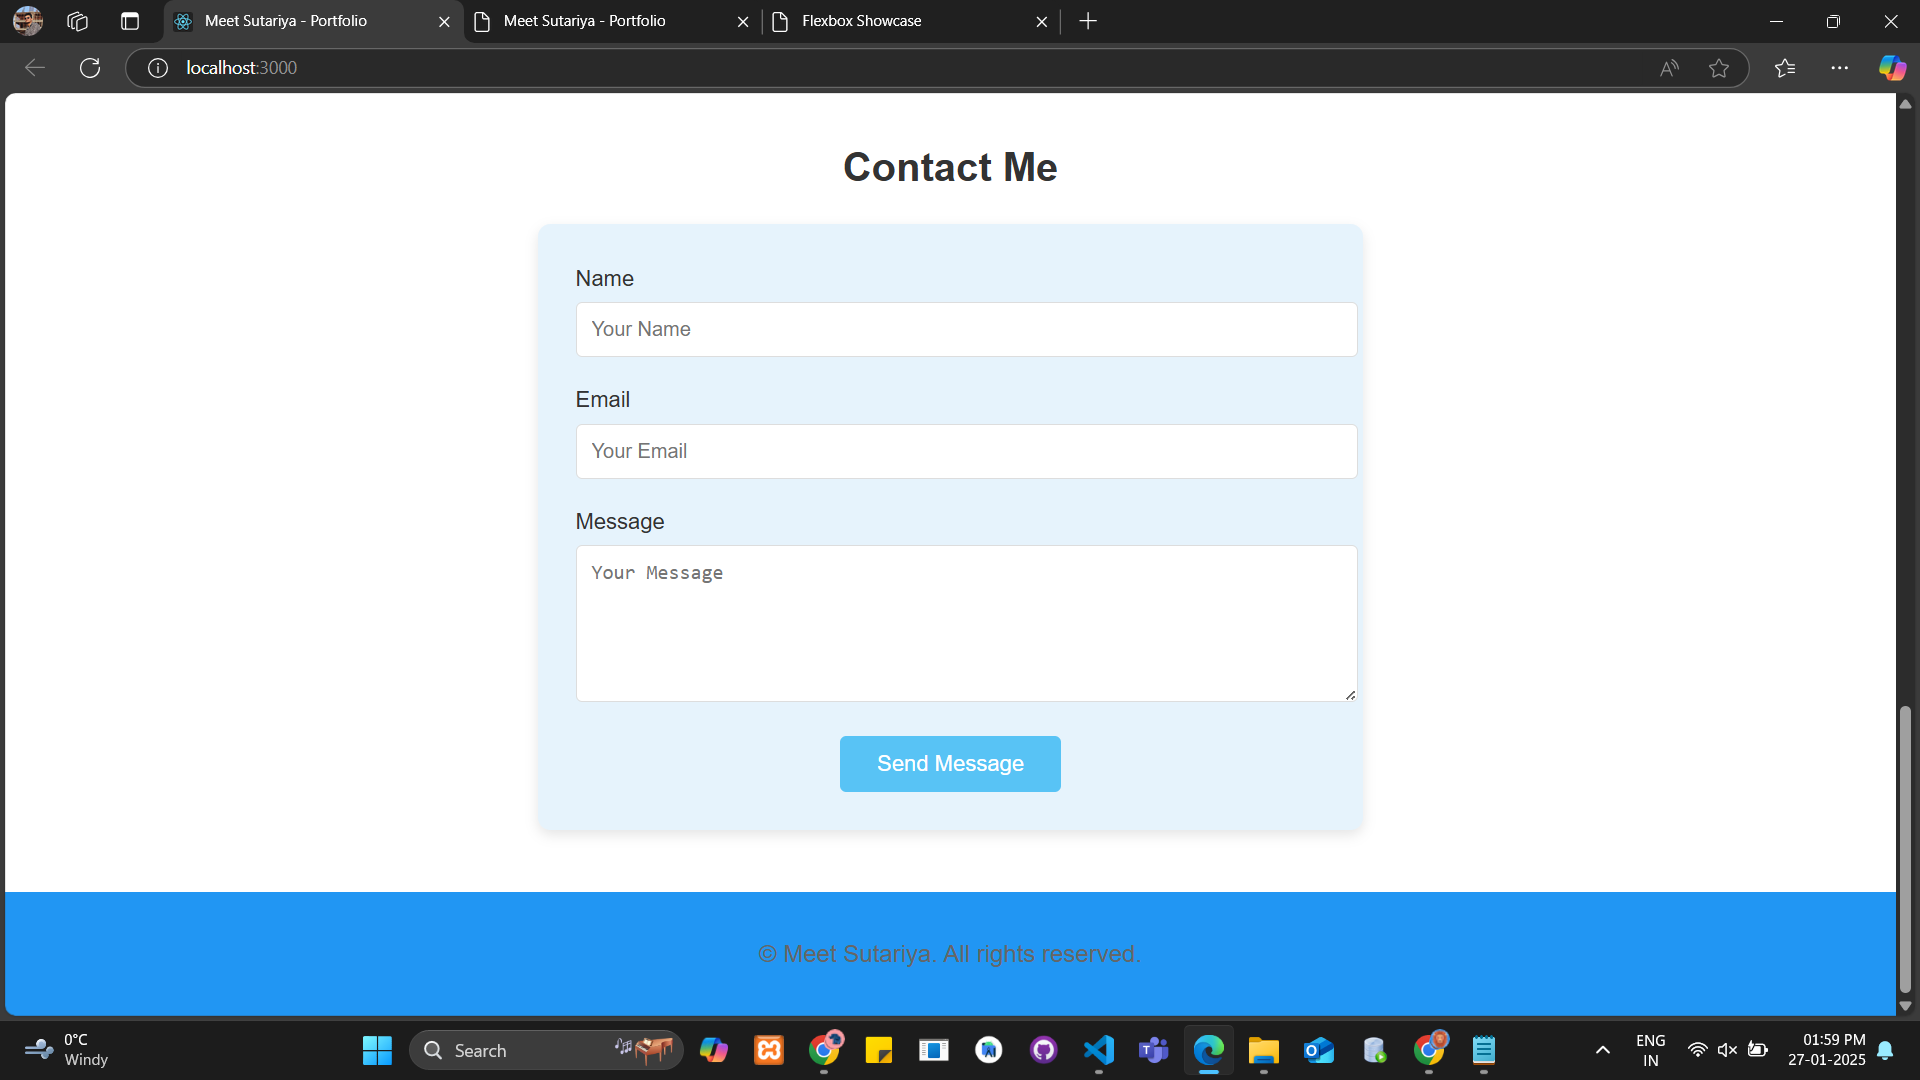 Meet Sutariya - Portfolio
Meet Sutariya - Portfolio
Flexbox Showcase
localhost:3000
Contact Me
Name
Your Name
Email
Your Email
Message
Your Message
Send Message
© Meet Sutariya. All rights reserved.
0°C
Windy
Search
ENG
IN
01:59 PM
27-01-2025